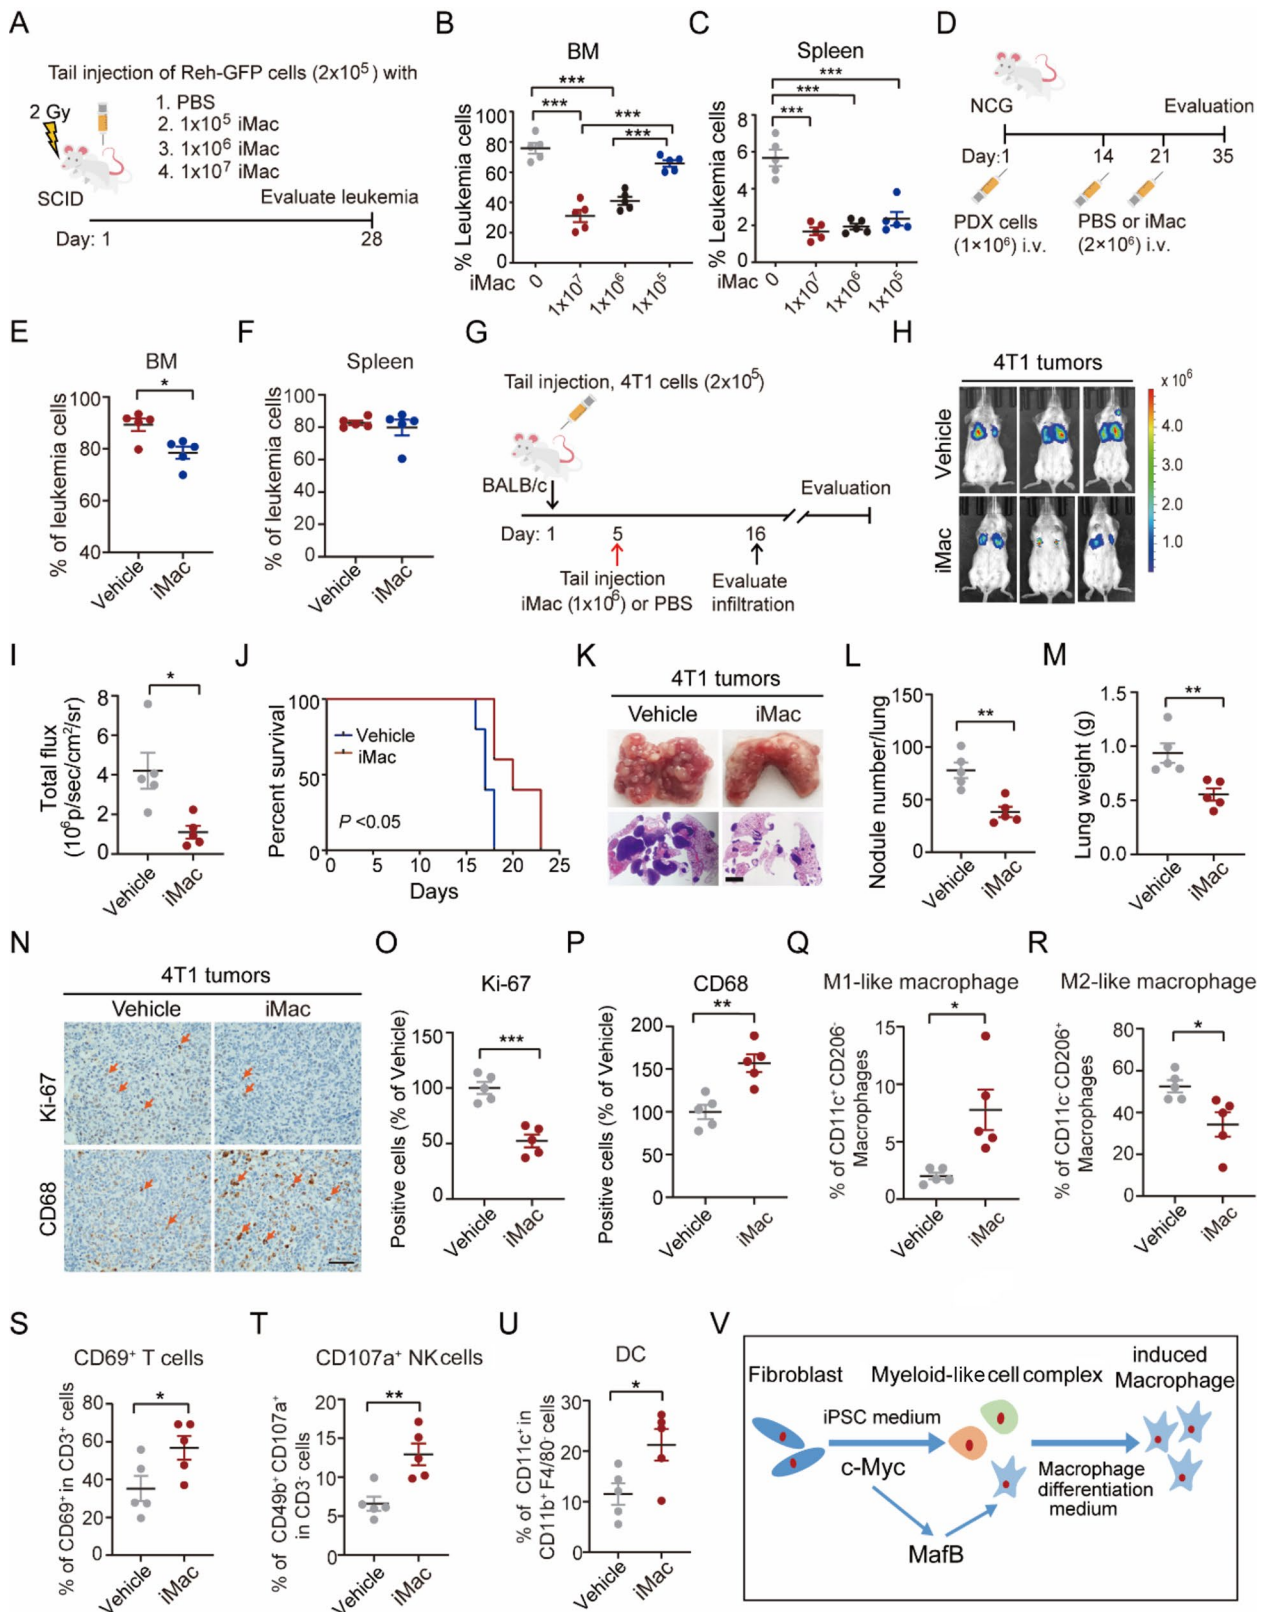 A
Tail injection of Reh-GFP cells (2x10⁵) with
2 Gy
1. PBS
2. 1x10⁵ iMac
3. 1x10⁶ iMac
4. 1x10⁷ iMac
SCID
Evaluate leukemia
Day: 1
28
B
BM
***
***
***
***
% Leukemia cells
100
80
60
40
20
0
iMac
0
1x10⁷
1x10⁶
1x10⁵
C
Spleen
***
***
***
% Leukemia cells
8
6
4
2
0
iMac
0
1x10⁷
1x10⁶
1x10⁵
D
NCG
Evaluation
Day: 1
14
21
35
PDX cells
(1×10⁶) i.v.
PBS or iMac
(2×10⁶) i.v.
E
BM
*
% of leukemia cells
100
80
60
40
Vehicle
iMac
F
Spleen
% of leukemia cells
100
80
60
40
20
0
Vehicle
iMac
G
Tail injection, 4T1 cells (2x10⁵)
BALB/c
Evaluation
Day: 1
5
16
Tail injection
iMac (1x10⁶) or PBS
Evaluate
infiltration
H
4T1 tumors
Vehicle
iMac
x 10⁶
4.0
3.0
2.0
1.0
I
*
Total flux
(10⁶p/sec/cm²/sr)
8
6
4
2
0
Vehicle
iMac
J
Percent survival
100
50
0
Vehicle
iMac
P <0.05
0
5
10
15
20
25
Days
K
4T1 tumors
Vehicle
iMac
L
**
Nodule number/lung
150
100
50
0
Vehicle
iMac
M
**
Lung weight (g)
1.5
1.0
0.5
0.0
Vehicle
iMac
N
4T1 tumors
Vehicle
iMac
Ki-67
CD68
O
Ki-67
***
Positive cells (% of Vehicle)
150
100
50
0
Vehicle
iMac
P
CD68
**
Positive cells (% of Vehicle)
200
150
100
50
0
Vehicle
iMac
Q
M1-like macrophage
*
% of CD11c⁺ CD206⁻
Macrophages
15
10
5
0
Vehicle
iMac
R
M2-like macrophage
*
% of CD11c⁻ CD206⁺
Macrophages
80
60
40
20
0
Vehicle
iMac
S
CD69⁺ T cells
*
% of CD69⁺ in CD3⁺ cells
80
60
40
20
0
Vehicle
iMac
T
CD107a⁺ NK cells
**
% of CD49b⁺ CD107a⁺
in CD3⁻ cells
20
15
10
5
0
Vehicle
iMac
U
DC
*
% of CD11c⁺ in
CD11b⁺ F4/80⁻ cells
30
20
10
0
Vehicle
iMac
V
Fibroblast
Myeloid-like cell complex
induced
Macrophage
iPSC medium
c-Myc
Macrophage
differentiation
medium
MafB